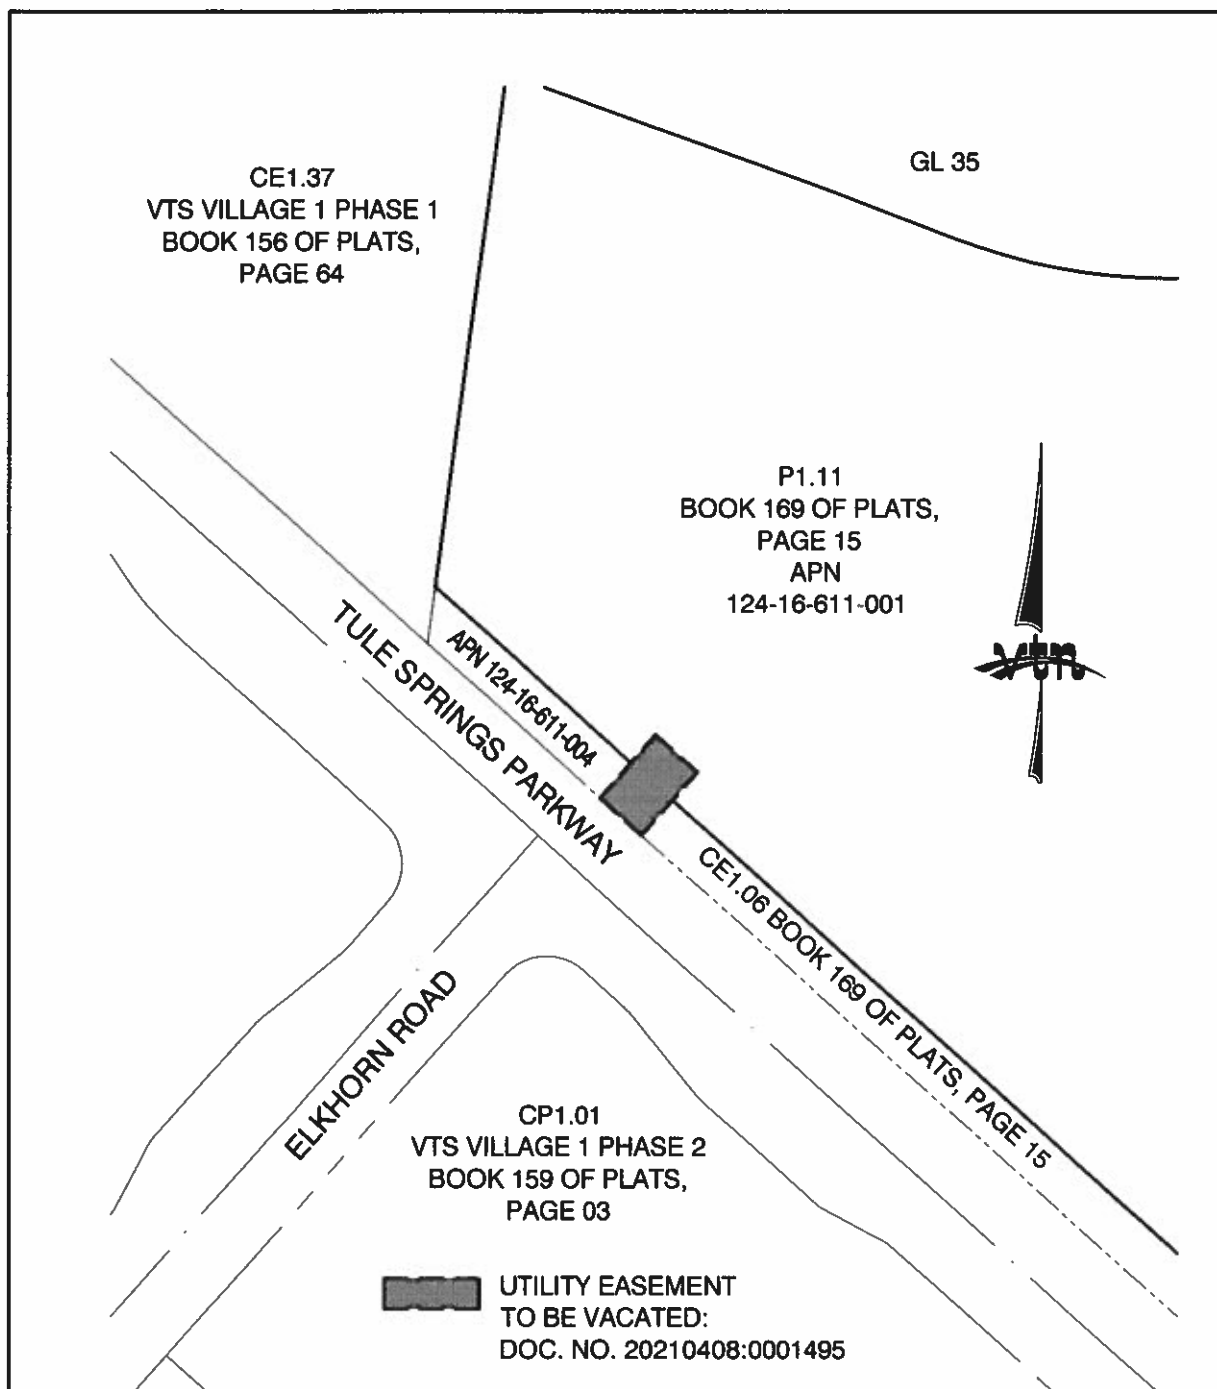 GL 35
CE1.37
VTS VILLAGE 1 PHASE 1
BOOK 156 OF PLATS,
PAGE 64
P1.11
BOOK 169 OF PLATS,
PAGE 15
APN
124-16-611-001
vtn
APN 124-16-611-004
TULE SPRINGS PARKWAY
CE1.06 BOOK 169 OF PLATS, PAGE 15
ELKHORN ROAD
CP1.01
VTS VILLAGE 1 PHASE 2
BOOK 159 OF PLATS,
PAGE 03
UTILITY EASEMENT
TO BE VACATED:
DOC. NO. 20210408:0001495